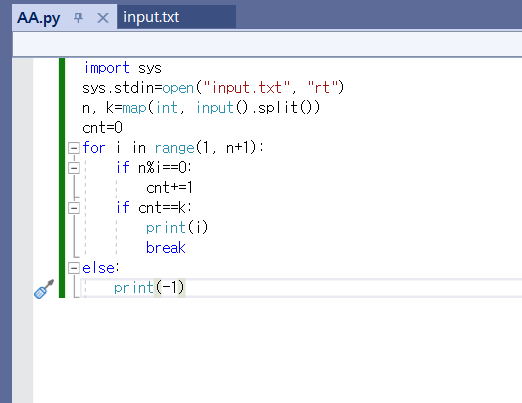 AA.py
input.txt
import sys
sys.stdin=open("input.txt", "rt")
n, k=map(int, input().split())
cnt=0
for i in range(1, n+1):
    if n%i==0:
        cnt+=1
    if cnt==k:
        print(i)
        break
else:
    print(-1)